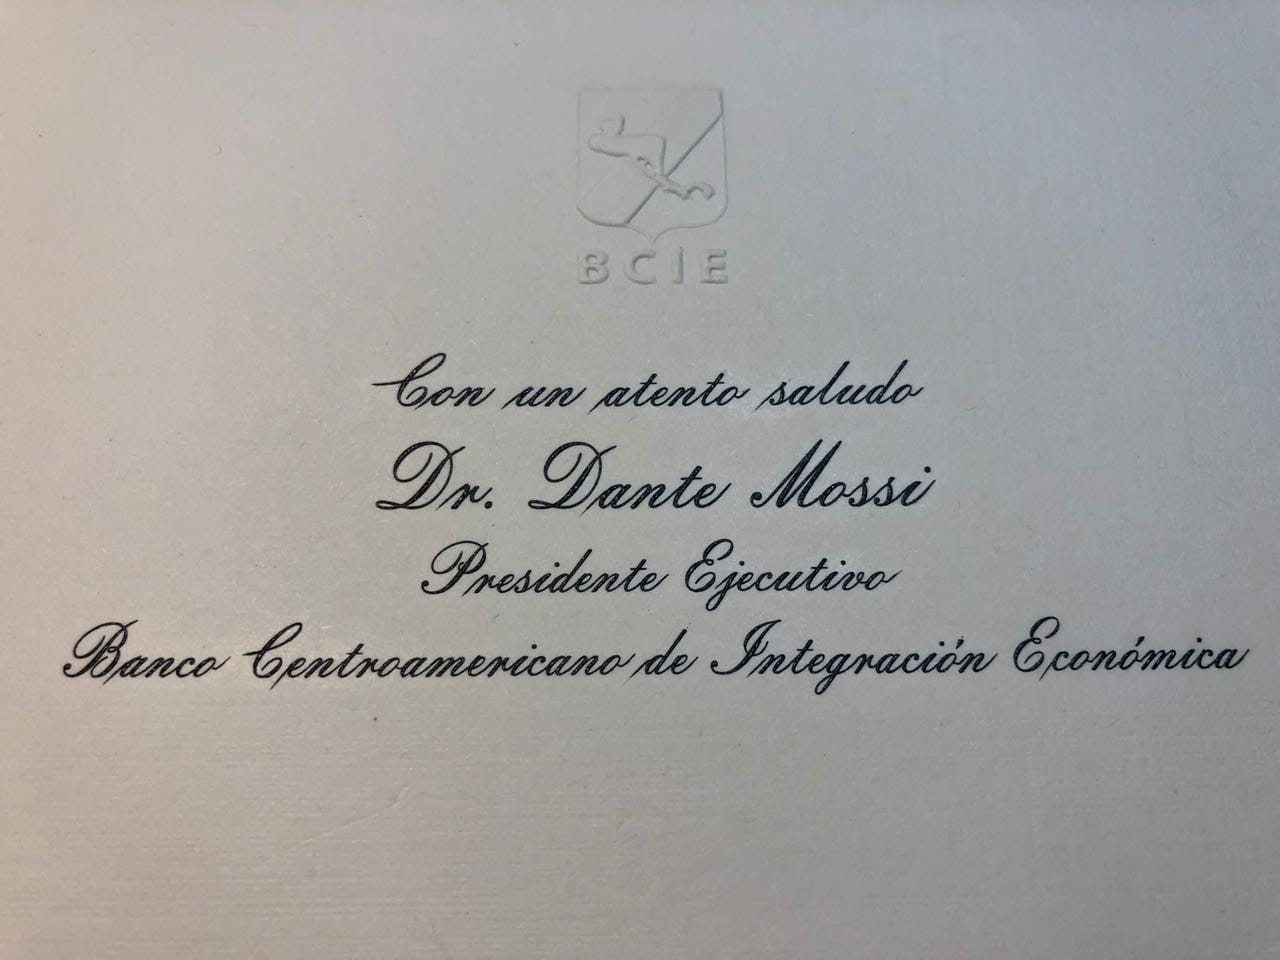 BCIE
Con un atento saludo
Dr. Dante Mossi
Presidente Ejecutivo
Banco Centroamericano de Integración Económica